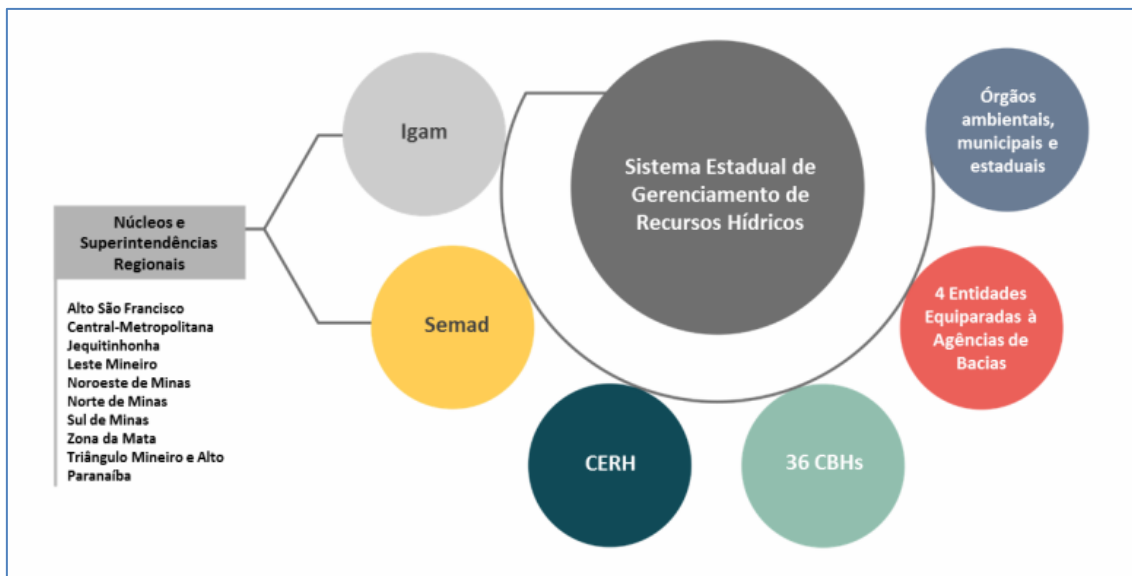 Igam
Sistema Estadual de
Gerenciamento de
Recursos Hídricos
Órgãos
ambientais,
municipais e
estaduais
Núcleos e
Superintendências
Regionais
Alto São Francisco
Central-Metropolitana
Jequitinhonha
Leste Mineiro
Noroeste de Minas
Norte de Minas
Sul de Minas
Zona da Mata
Triângulo Mineiro e Alto
Paranaíba
Semad
4 Entidades
Equiparadas à
Agências de
Bacias
CERH
36 CBHs